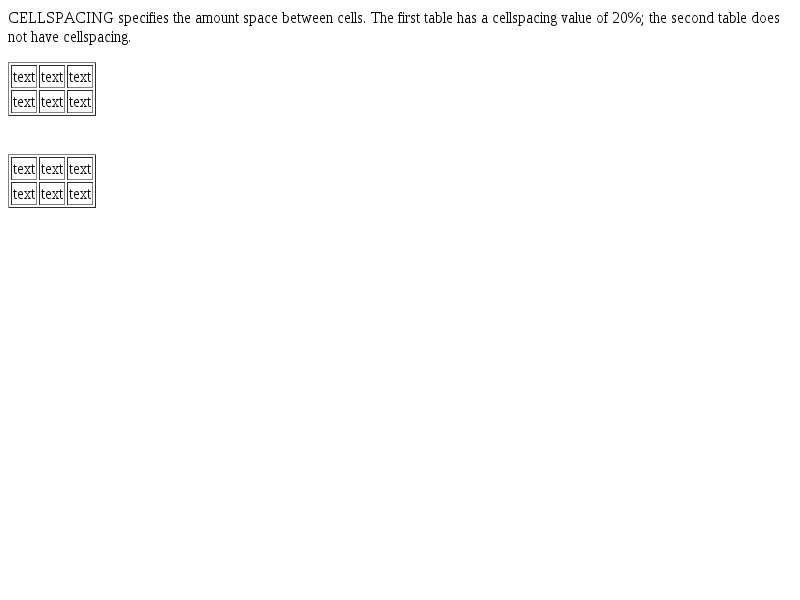 CELLSPACING specifies the amount space between cells. The first table has a cellspacing value of 20%; the second table does
not have cellspacing.
text text text
text text text
text text text
text text text